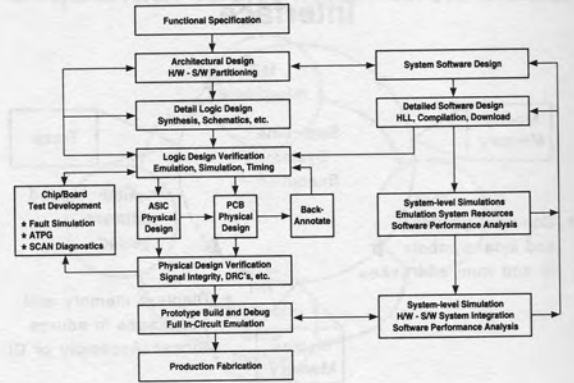 Interface
Functional Specification
Architectural Design
H/W - S/W Partitioning
System Software Design
Detail Logic Design
Synthesis, Schematics, etc.
Detailed Software Design
HLL, Compilation, Download
Logic Design Verification
Emulation, Simulation, Timing
Chip/Board
Test Development
★ Fault Simulation
★ ATPG
★ SCAN Diagnostics
ASIC
Physical
Design
PCB
Physical
Design
Back-
Annotate
System-level Simulations
Emulation System Resources
Software Performance Analysis
Physical Design Verification
Signal Integrity, DRC's, etc.
Prototype Build and Debug
Full In-Circuit Emulation
System-level Simulation
H/W - S/W System Integration
Software Performance Analysis
Production Fabrication